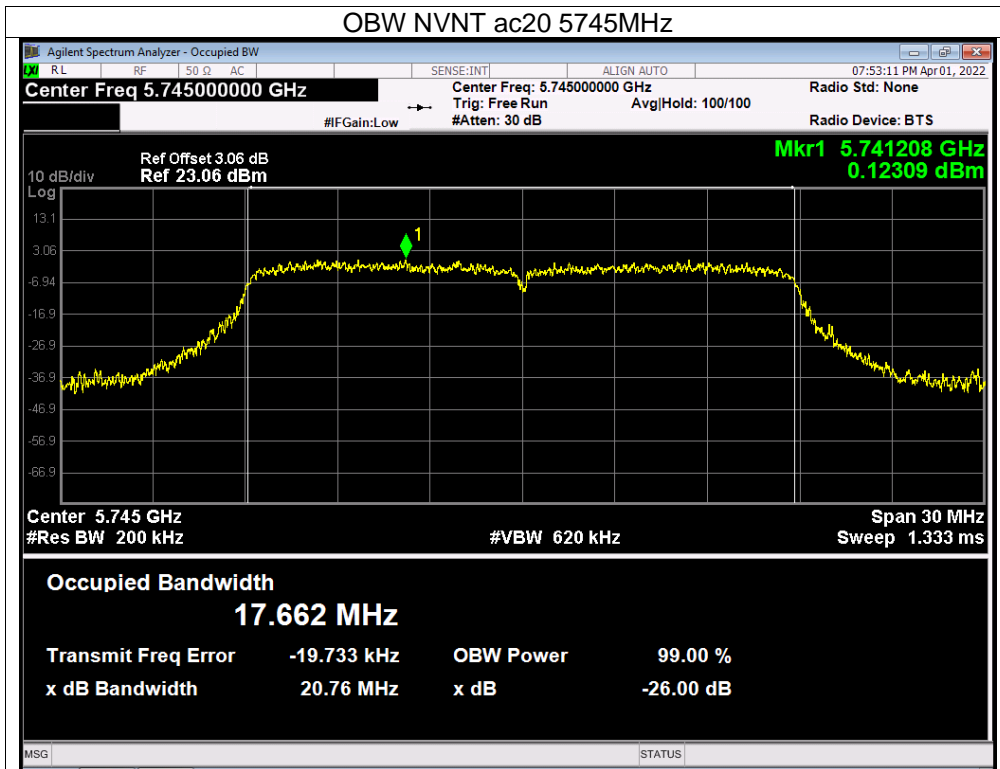 OBW NVNT ac20 5745MHz
Agilent Spectrum Analyzer - Occupied BW
LXI RL RF 50 Ω AC SENSE:INT ALIGN AUTO 07:53:11 PM Apr 01, 2022
Center Freq 5.745000000 GHz Center Freq: 5.745000000 GHz Radio Std: None
Trig: Free Run Avg|Hold: 100/100
#IFGain:Low #Atten: 30 dB Radio Device: BTS
Mkr1 5.741208 GHz
0.12309 dBm
Ref Offset 3.06 dB
10 dB/div Ref 23.06 dBm
Log
13.1
1
3.06
-6.94
-16.9
-26.9
-36.9
-46.9
-56.9
-66.9
Center 5.745 GHz Span 30 MHz
#Res BW 200 kHz #VBW 620 kHz Sweep 1.333 ms
Occupied Bandwidth
17.662 MHz
Transmit Freq Error -19.733 kHz OBW Power 99.00 %
x dB Bandwidth 20.76 MHz x dB -26.00 dB
MSG STATUS